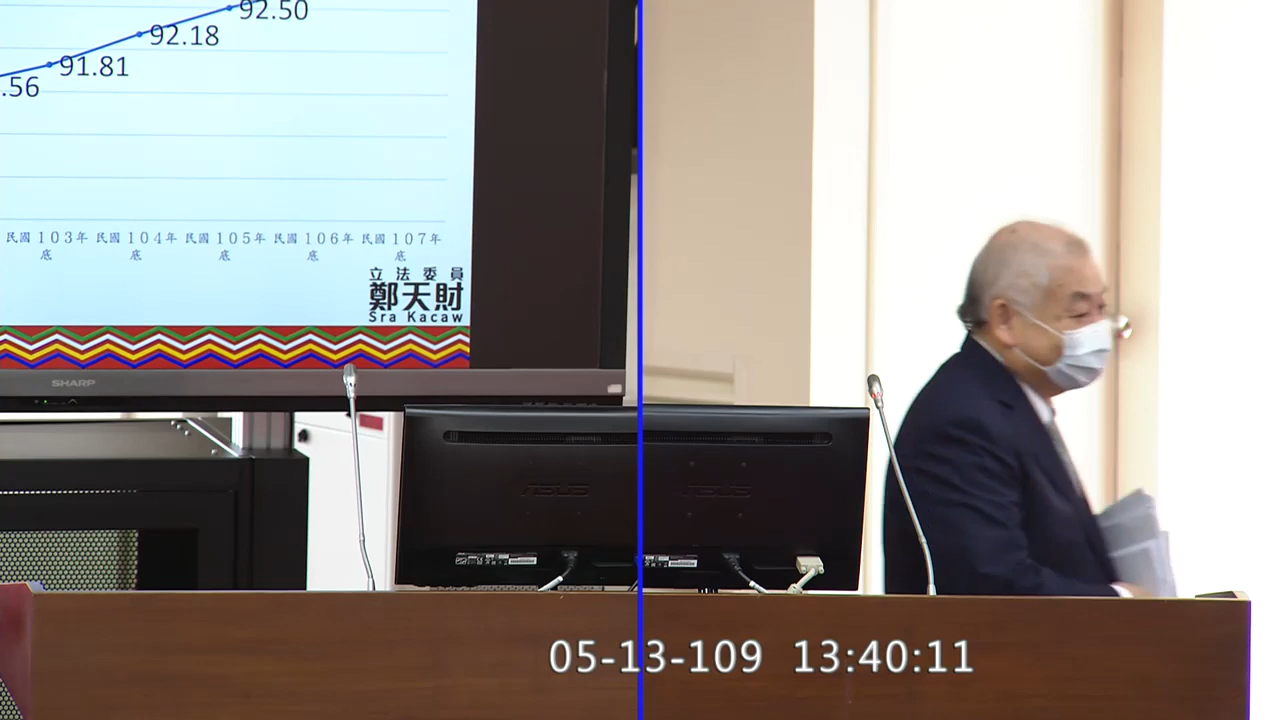 92.50
92.18
91.81
.56
民國103年底 民國104年底 民國105年底 民國106年底 民國107年底
立法委員
鄭天財
Sra Kacaw
SHARP
ASUS ASUS
05-13-109 13:40:11